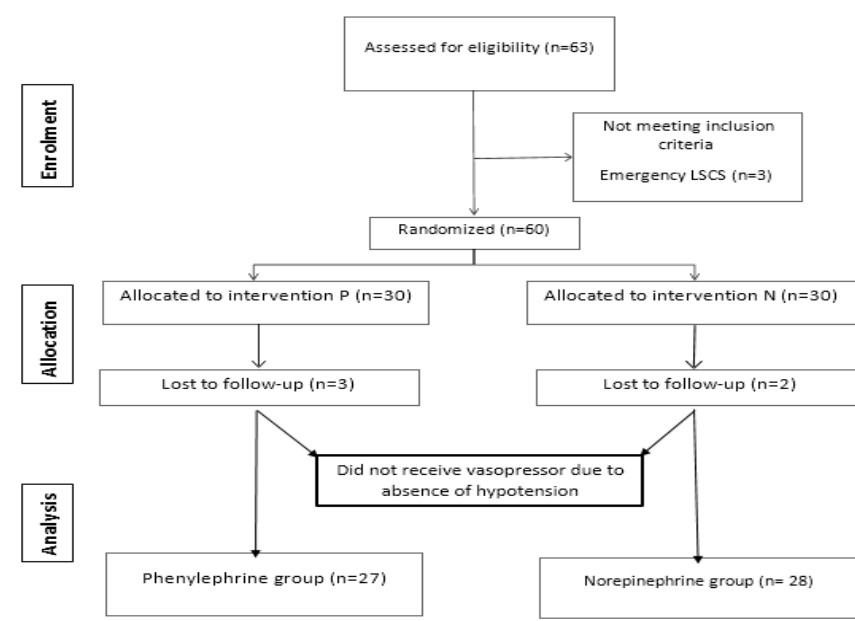 Assessed for eligibility (n=63)
Enrolment
Not meeting inclusion
criteria
Emergency LSCS (n=3)
Randomized (n=60)
Allocation
Allocated to intervention P (n=30)
Allocated to intervention N (n=30)
Lost to follow-up (n=3)
Lost to follow-up (n=2)
Did not receive vasopressor due to
absence of hypotension
Analysis
Phenylephrine group (n=27)
Norepinephrine group (n= 28)